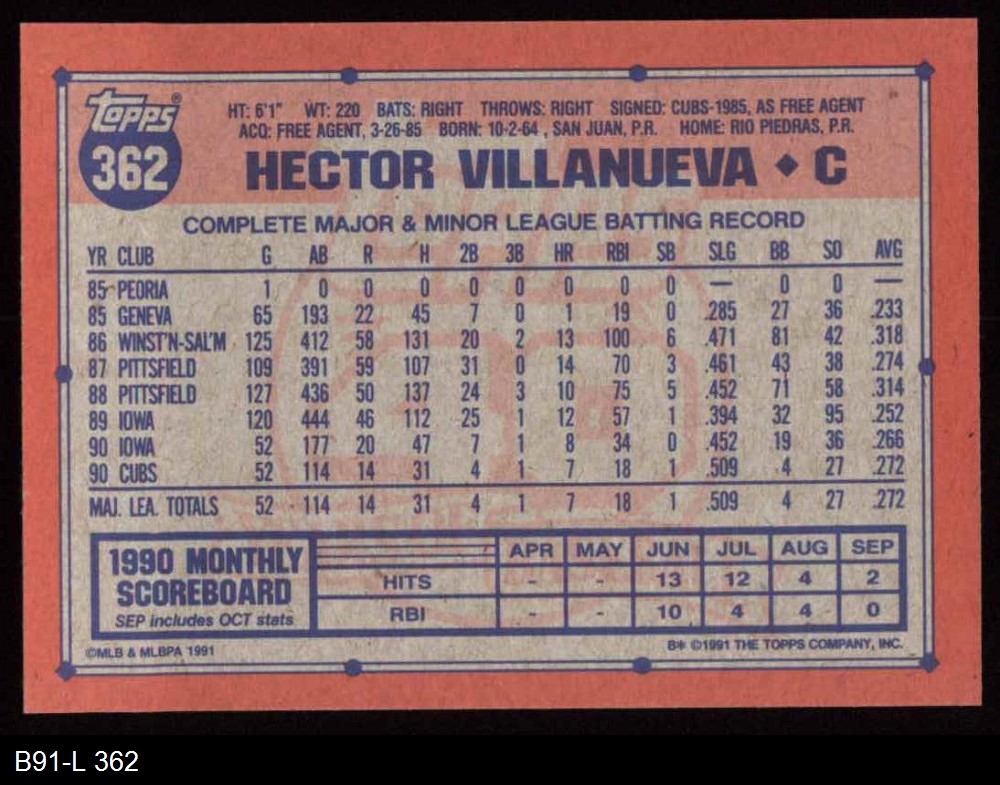 topps®
362
HT: 6'1" WT: 220 BATS: RIGHT THROWS: RIGHT SIGNED: CUBS-1985, AS FREE AGENT
ACQ: FREE AGENT, 3-26-85 BORN: 10-2-64 , SAN JUAN, P.R. HOME: RIO PIEDRAS, P.R.
HECTOR VILLANUEVA ◆ C
COMPLETE MAJOR & MINOR LEAGUE BATTING RECORD
YR CLUB G AB R H 2B 3B HR RBI SB SLG BB SO AVG
85 PEORIA 1 0 0 0 0 0 0 0 0 — 0 0 —
85 GENEVA 65 193 22 45 7 0 1 19 0 .285 27 36 .233
86 WINST'N-SAL'M 125 412 58 131 20 2 13 100 6 .471 81 42 .318
87 PITTSFIELD 109 391 59 107 31 0 14 70 3 .461 43 38 .274
88 PITTSFIELD 127 436 50 137 24 3 10 75 5 .452 71 58 .314
89 IOWA 120 444 46 112 25 1 12 57 1 .394 32 95 .252
90 IOWA 52 177 20 47 7 1 8 34 0 .452 19 36 .266
90 CUBS 52 114 14 31 4 1 7 18 1 .509 4 27 .272
MAJ. LEA. TOTALS 52 114 14 31 4 1 7 18 1 .509 4 27 .272
1990 MONTHLY
SCOREBOARD
SEP includes OCT stats
APR MAY JUN JUL AUG SEP
HITS - - 13 12 4 2
RBI - - 10 4 4 0
©MLB & MLBPA 1991
B* ©1991 THE TOPPS COMPANY, INC.
B91-L 362